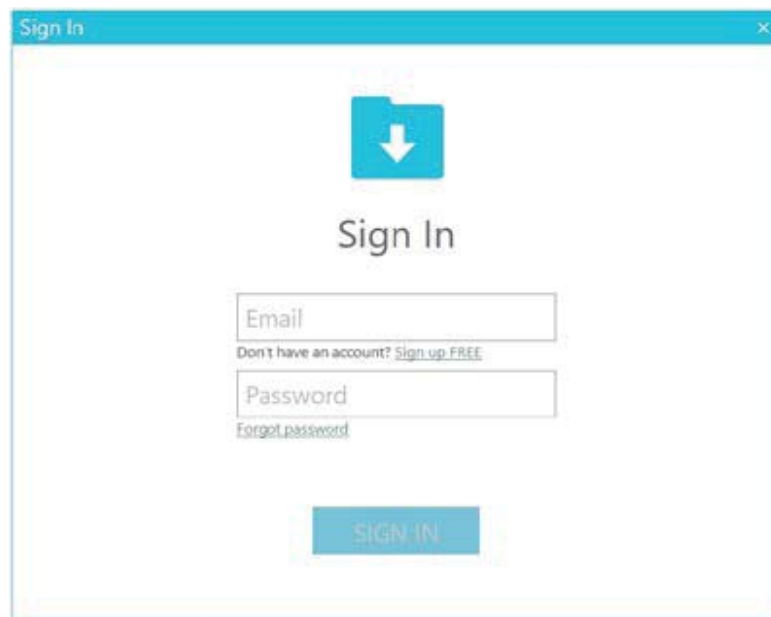 Sign In
Sign In
Email
Don't have an account? Sign up FREE
Password
Forgot password
SIGN IN